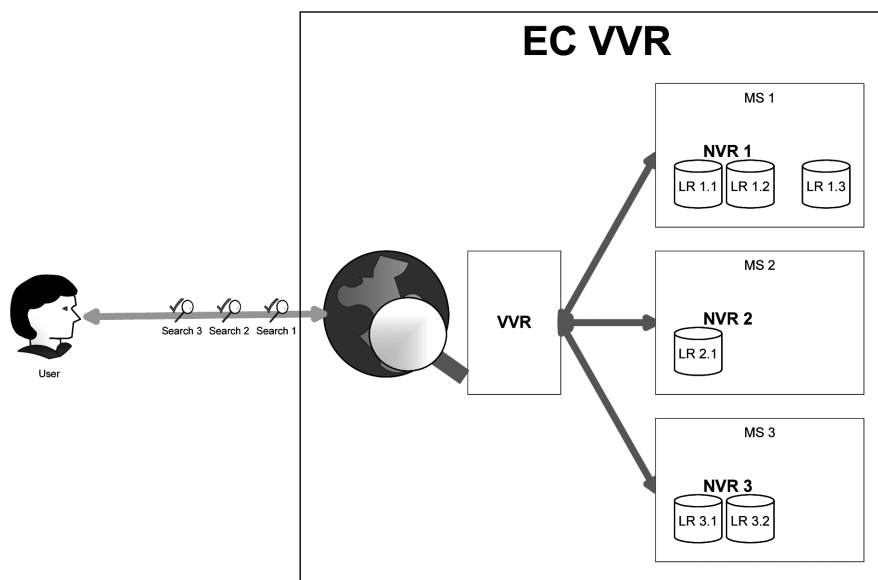 EC VVR
MS 1
NVR 1
LR 1.1
LR 1.2
LR 1.3
MS 2
VVR
NVR 2
LR 2.1
Search 3
Search 2
Search 1
User
MS 3
NVR 3
LR 3.1
LR 3.2